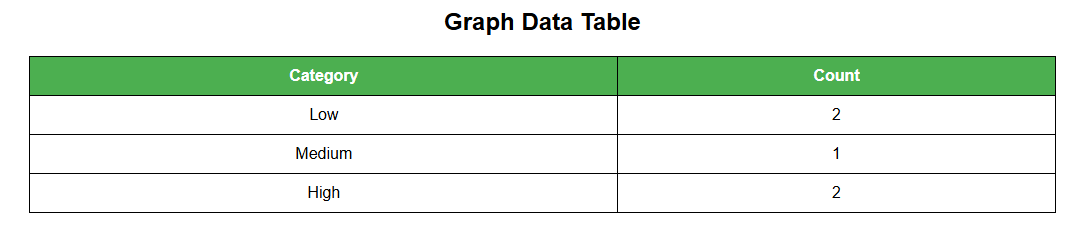 Graph Data Table
Category Count
Low 2
Medium 1
High 2